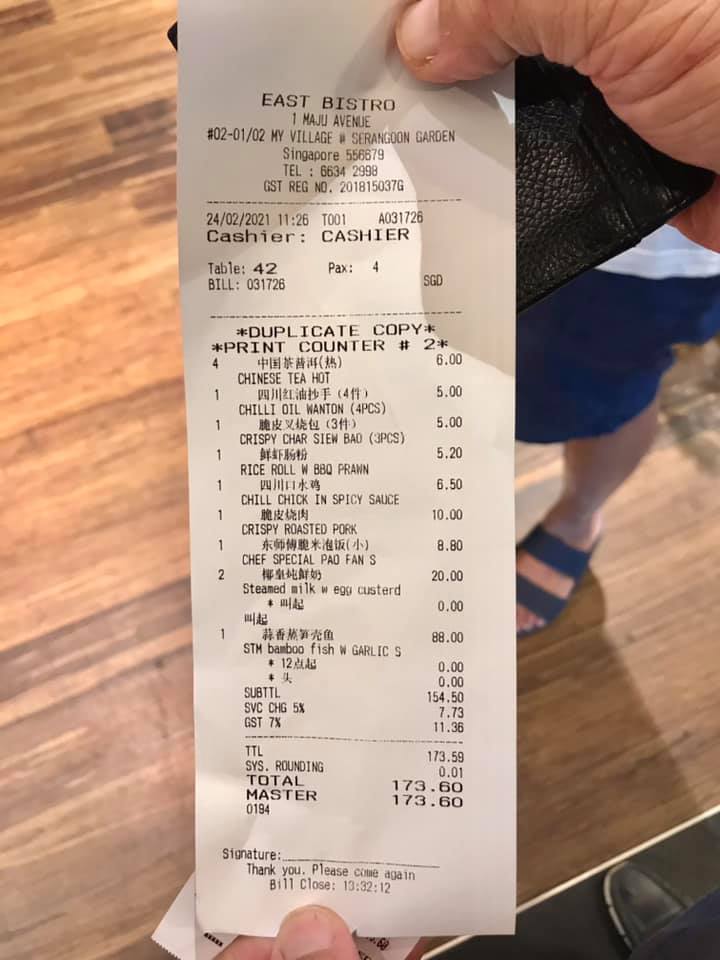 EAST BISTRO
1 MAJU AVENUE
#02-01/02 MY VILLAGE @ SERANGOON GARDEN
Singapore 556679
TEL : 6634 2998
GST REG NO. 201815037G
24/02/2021 11:26 T001 A031726
Cashier: CASHIER
Table: 42 Pax: 4
BILL: 031726 SGD
*DUPLICATE COPY*
*PRINT COUNTER # 2*
4 中国茶普洱(热) 6.00
CHINESE TEA HOT
1 四川红油抄手 (4件) 5.00
CHILLI OIL WANTON (4PCS)
1 脆皮叉烧包 (3件) 5.00
CRISPY CHAR SIEW BAO (3PCS)
1 鲜虾肠粉 5.20
RICE ROLL W BBQ PRAWN
1 四川口水鸡 6.50
CHILL CHICK IN SPICY SAUCE
1 脆皮烧肉 10.00
CRISPY ROASTED PORK
1 东师傅脆米泡饭(小) 8.80
CHEF SPECIAL PAO FAN S
2 椰皇炖鲜奶 20.00
Steamed milk w egg custerd
* 叫起 0.00
叫起
1 蒜香蒸笋壳鱼 88.00
STM bamboo fish W GARLIC S
* 12点起 0.00
* 头 0.00
SUBTTL 154.50
SVC CHG 5% 7.73
GST 7% 11.36
TTL 173.59
SYS. ROUNDING 0.01
TOTAL 173.60
MASTER 173.60
0194
Signature:
Thank you. Please come again
Bill Close: 13:32:12